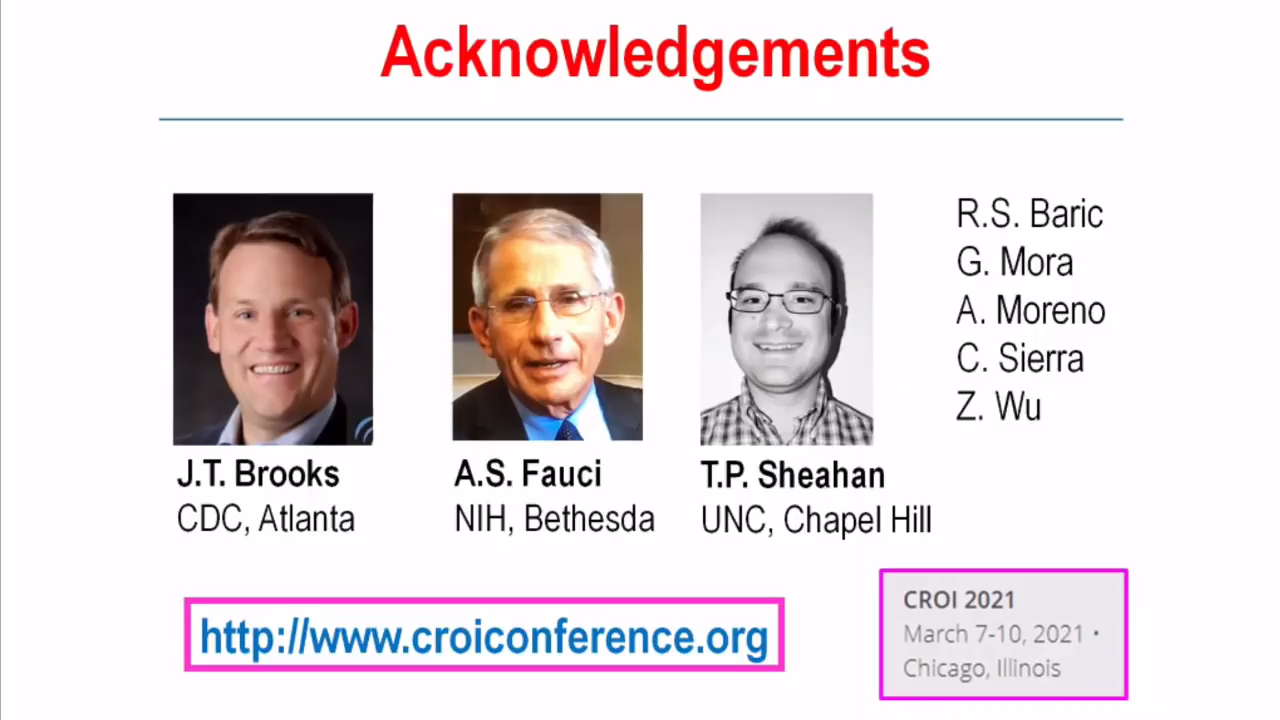 Acknowledgements
J.T. Brooks
CDC, Atlanta
A.S. Fauci
NIH, Bethesda
T.P. Sheahan
UNC, Chapel Hill
R.S. Baric
G. Mora
A. Moreno
C. Sierra
Z. Wu
http://www.croiconference.org
CROI 2021
March 7-10, 2021 •
Chicago, Illinois